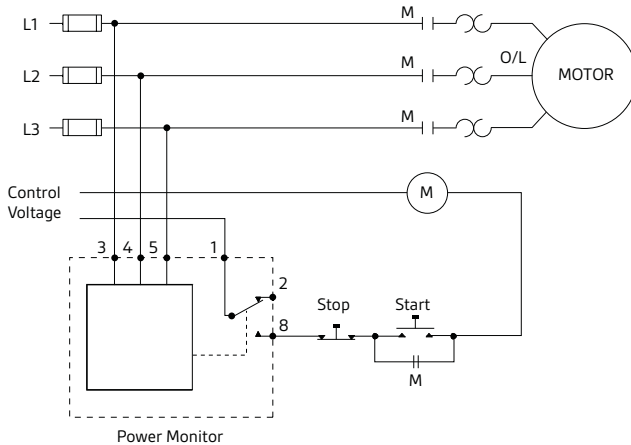 L1
M
L2
M
O/L
MOTOR
L3
M
Control
Voltage
M
3 4 5 1
2
8
Stop
Start
M
Power Monitor